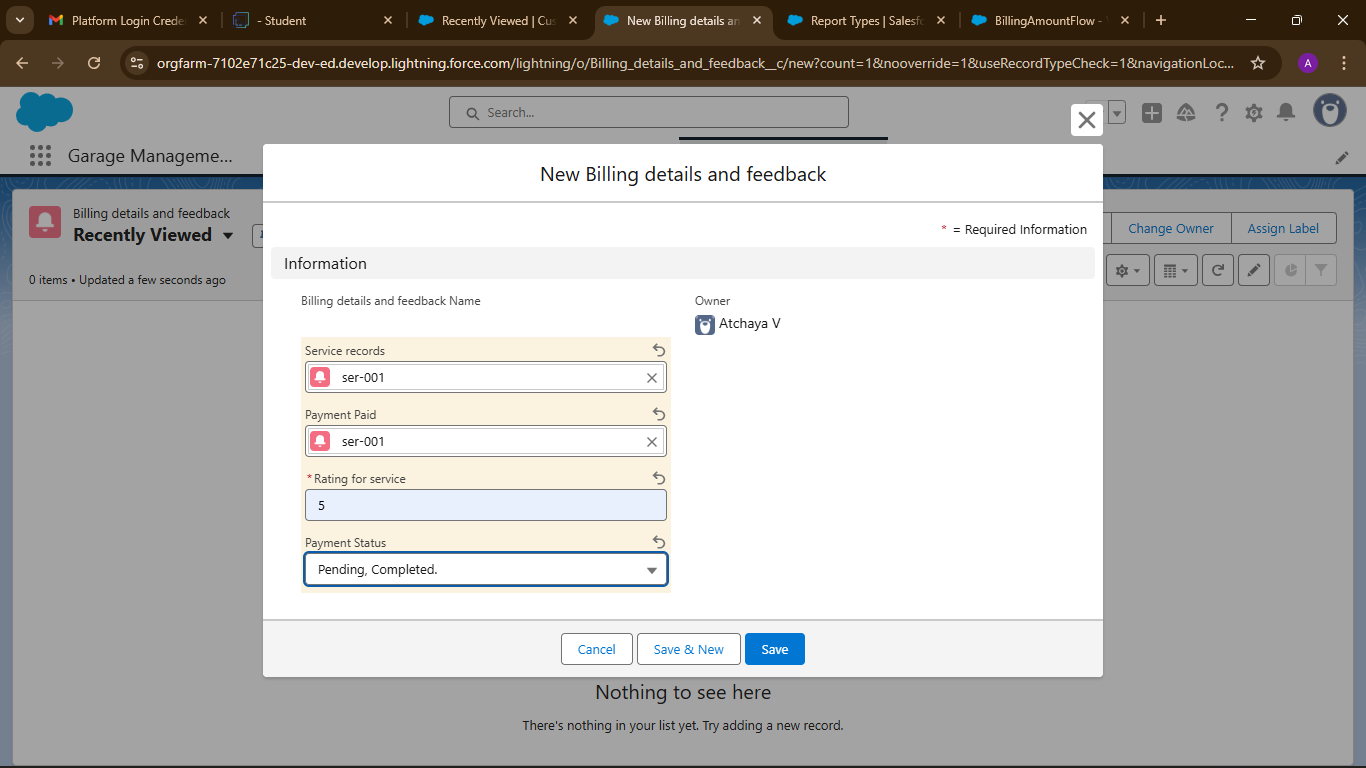 Platform Login Crede
- Student
Recently Viewed | Cus
New Billing details an
Report Types | Salesfo
BillingAmountFlow -
orgfarm-7102e71c25-dev-ed.develop.lightning.force.com/lightning/o/Billing_details_and_feedback__c/new?count=1&nooverride=1&useRecordTypeCheck=1&navigationLoc...
A
Search...
Garage Manageme...
New Billing details and feedback
Billing details and feedback
Recently Viewed
Change Owner
Assign Label
0 items • Updated a few seconds ago
* = Required Information
Information
Billing details and feedback Name
Owner
Atchaya V
Service records
ser-001
Payment Paid
ser-001
*Rating for service
5
Payment Status
Pending, Completed.
Cancel
Save & New
Save
Nothing to see here
There's nothing in your list yet. Try adding a new record.